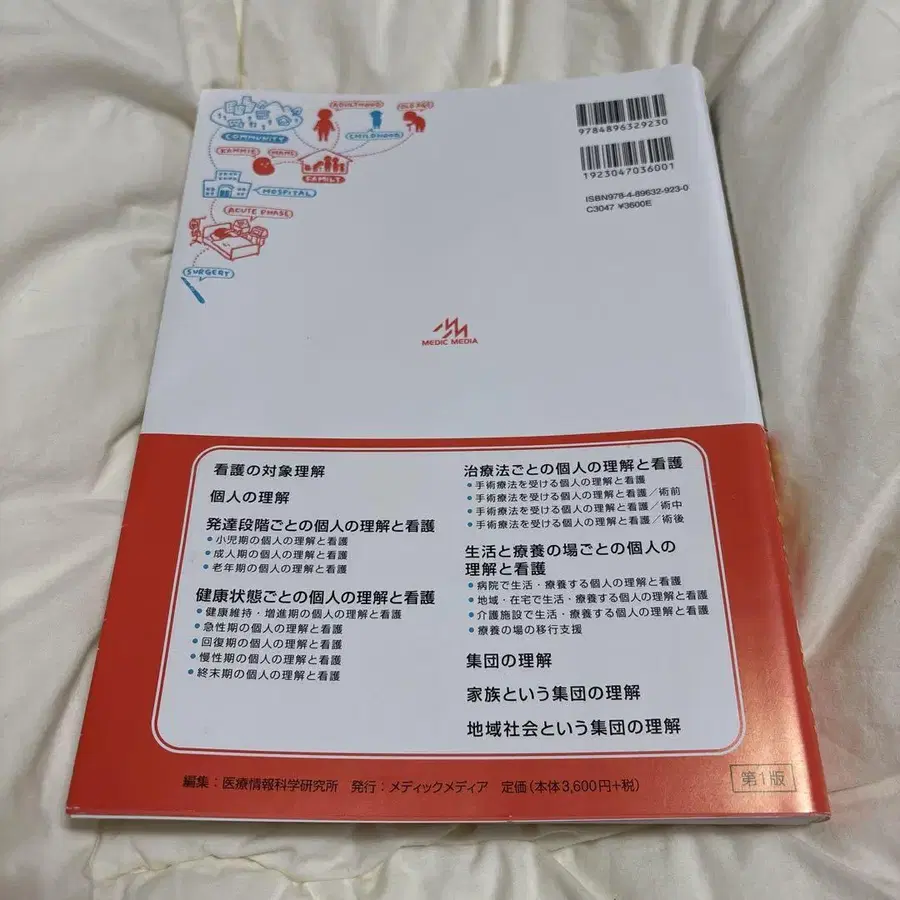 ADULTHOOD
OLD AGE
COMMUNITY
CHILDHOOD
FAMILY
HOSPITAL
ACUTE PHASE
SURGERY
9784896329230
1923047036001
ISBN978-4-89632-923-0
C3047 ¥3600E
MEDIC MEDIA
看護の対象理解
個人の理解
発達段階ごとの個人の理解と看護
• 小児期の個人の理解と看護
• 成人期の個人の理解と看護
• 老年期の個人の理解と看護
健康状態ごとの個人の理解と看護
• 健康維持・増進期の個人の理解と看護
• 急性期の個人の理解と看護
• 回復期の個人の理解と看護
• 慢性期の個人の理解と看護
• 終末期の個人の理解と看護
治療法ごとの個人の理解と看護
• 手術療法を受ける個人の理解と看護
• 手術療法を受ける個人の理解と看護／術前
• 手術療法を受ける個人の理解と看護／術中
• 手術療法を受ける個人の理解と看護／術後
生活と療養の場ごとの個人の
理解と看護
• 病院で生活・療養する個人の理解と看護
• 地域・在宅で生活・療養する個人の理解と看護
• 介護施設で生活・療養する個人の理解と看護
• 療養の場の移行支援
集団の理解
家族という集団の理解
地域社会という集団の理解
編集：医療情報科学研究所　発行：メディックメディア　定価（本体3,600円+税）
第1版